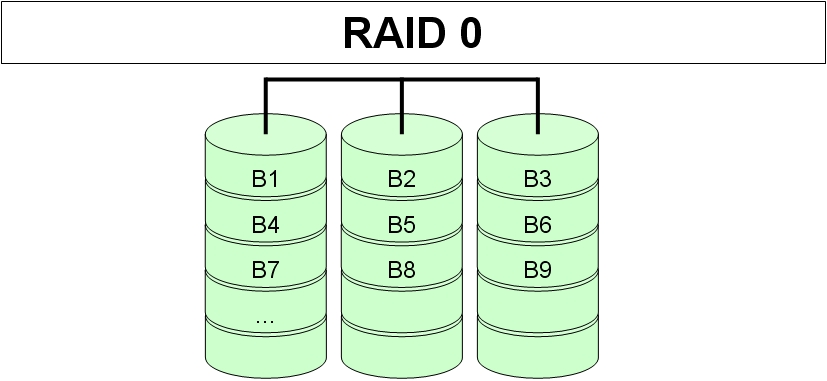 RAID 0
B1 B2 B3
B4 B5 B6
B7 B8 B9
...